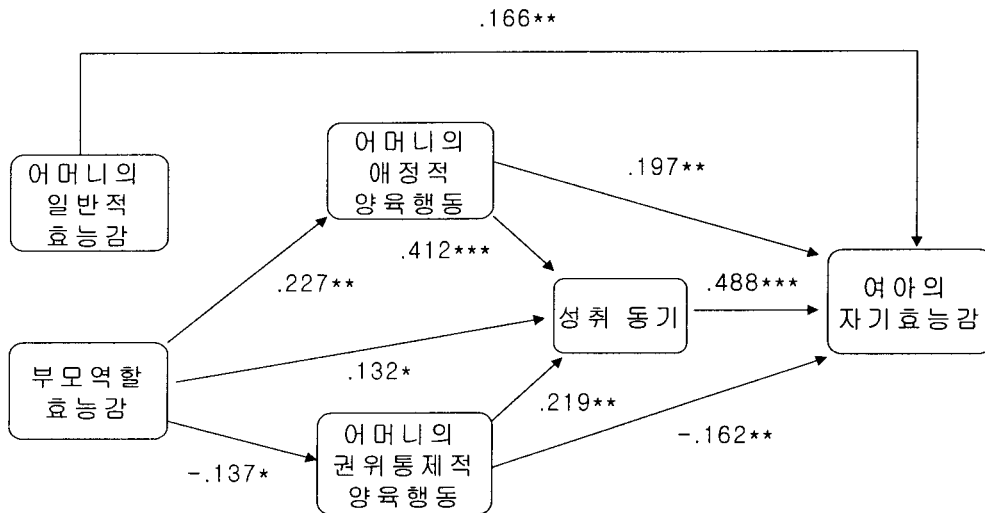 .166**
어머니의
일반적
효능감
어머니의
애정적
양육행동
.197**
.412***
.227**
성취 동기
.488***
여아의
자기효능감
부모역할
효능감
.132*
.219**
-.162**
-.137*
어머니의
권위통제적
양육행동